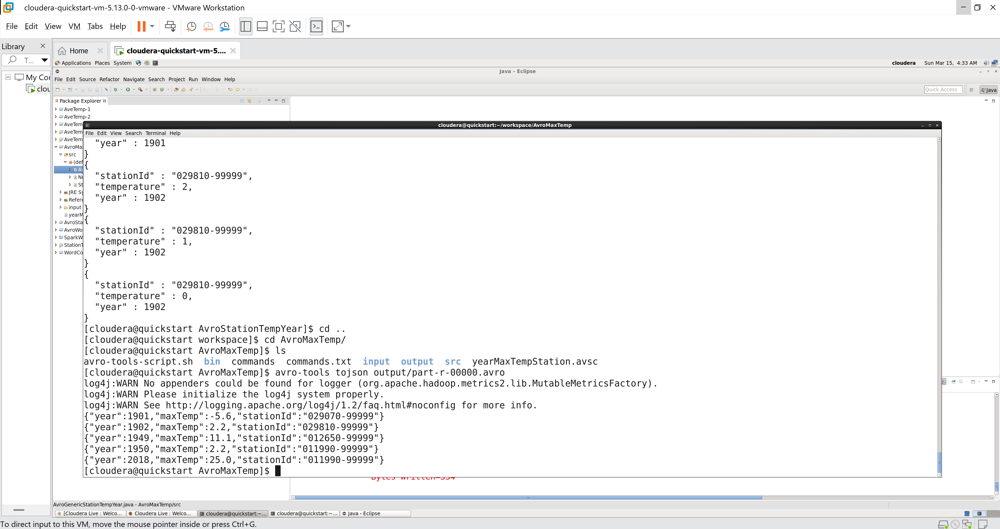 cloudera-quickstart-vm-5.13.0-0-vmware - VMware Workstation
File Edit View VM Tabs Help
Library
T...
My Cor
clou
Home
cloudera-quickstart-vm-5....
Applications Places System
cloudera Sun Mar 15, 4:33 AM
Java - Eclipse
File Edit Source Refactor Navigate Search Project Run Window Help
Quick Access
Java
Package Explorer
AveTemp-1
AveTemp-2
AveTem
AveTem
AveTem
AvroMax
src
(def
Av
No
St
JRE Sy
Refere
input
yearM
AvroSta
AvroWo
SparkW
StationT
WordCo
cloudera@quickstart:~/workspace/AvroMaxTemp
File Edit View Search Terminal Help
"year" : 1901
}
{
"stationId" : "029810-99999",
"temperature" : 2,
"year" : 1902
}
{
"stationId" : "029810-99999",
"temperature" : 1,
"year" : 1902
}
{
"stationId" : "029810-99999",
"temperature" : 0,
"year" : 1902
}
[cloudera@quickstart AvroStationTempYear]$ cd ..
[cloudera@quickstart workspace]$ cd AvroMaxTemp/
[cloudera@quickstart AvroMaxTemp]$ ls
avro-tools-script.sh bin commands commands.txt input output src yearMaxTempStation.avsc
[cloudera@quickstart AvroMaxTemp]$ avro-tools tojson output/part-r-00000.avro
log4j:WARN No appenders could be found for logger (org.apache.hadoop.metrics2.lib.MutableMetricsFactory).
log4j:WARN Please initialize the log4j system properly.
log4j:WARN See http://logging.apache.org/log4j/1.2/faq.html#noconfig for more info.
{"year":1901,"maxTemp":-5.6,"stationId":"029070-99999"}
{"year":1902,"maxTemp":2.2,"stationId":"029810-99999"}
{"year":1949,"maxTemp":11.1,"stationId":"012650-99999"}
{"year":1950,"maxTemp":2.2,"stationId":"011990-99999"}
{"year":2018,"maxTemp":25.0,"stationId":"011990-99999"}
[cloudera@quickstart AvroMaxTemp]$
Bytes Written=334
AvroGenericStationTempYear.java - AvroMaxTemp/src
[Cloudera Live : Welco...
Cloudera Live : Welco...
cloudera@quickstart:~...
cloudera@quickstart:~...
Java - Eclipse
To direct input to this VM, move the mouse pointer inside or press Ctrl+G.